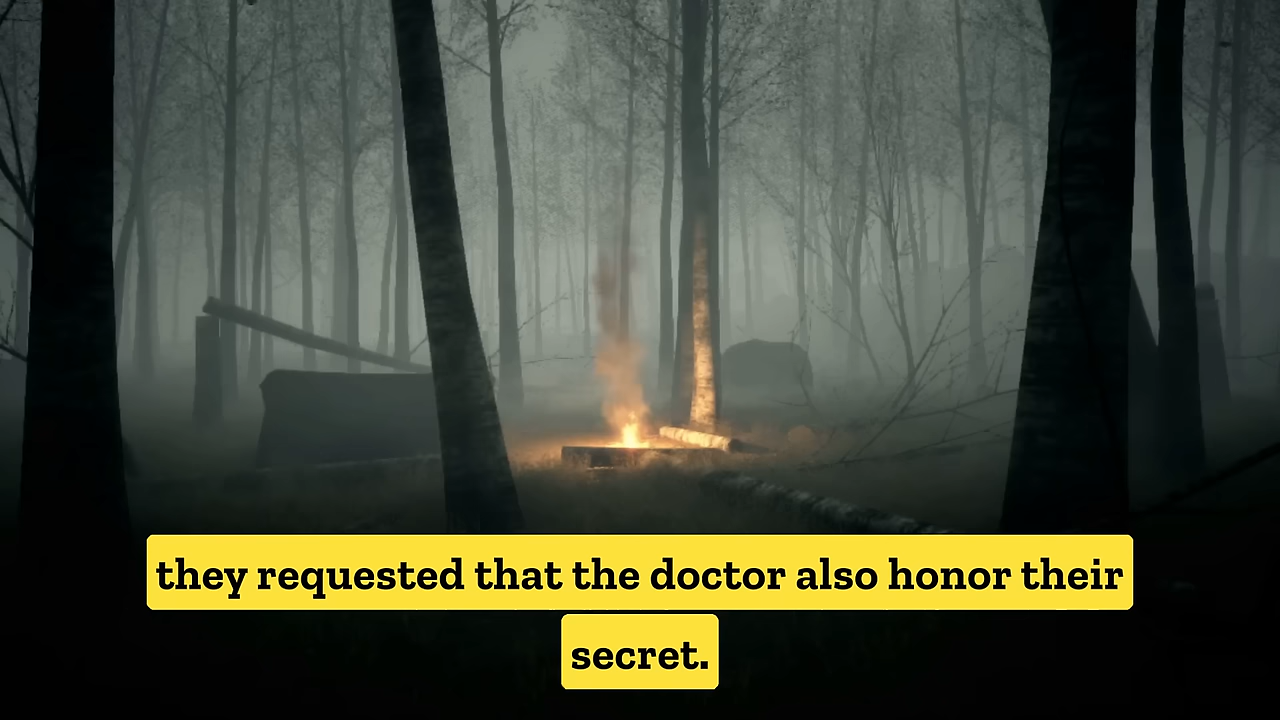 they requested that the doctor also honor their
secret.